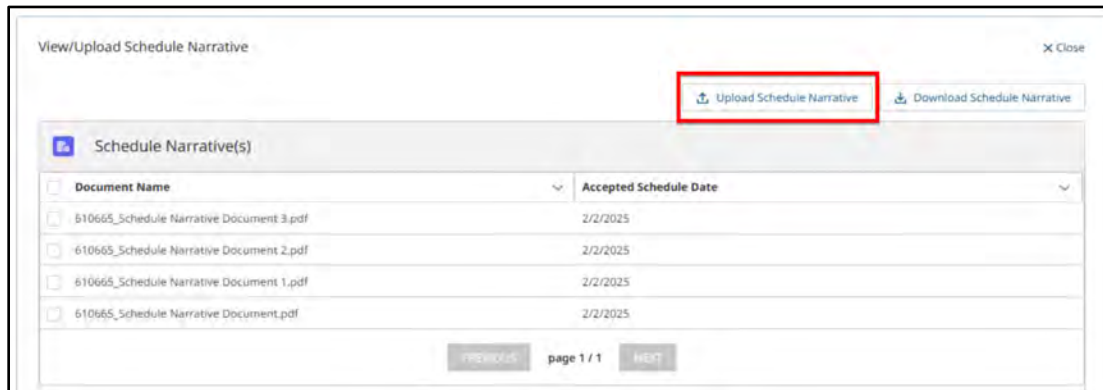 View/Upload Schedule Narrative
X Close
Upload Schedule Narrative
Download Schedule Narrative
Schedule Narrative(s)
Document Name
Accepted Schedule Date
610665_Schedule Narrative Document 3.pdf
2/2/2025
610665_Schedule Narrative Document 2.pdf
2/2/2025
610665_Schedule Narrative Document 1.pdf
2/2/2025
610665_Schedule Narrative Document.pdf
2/2/2025
PREVIOUS page 1 / 1 NEXT